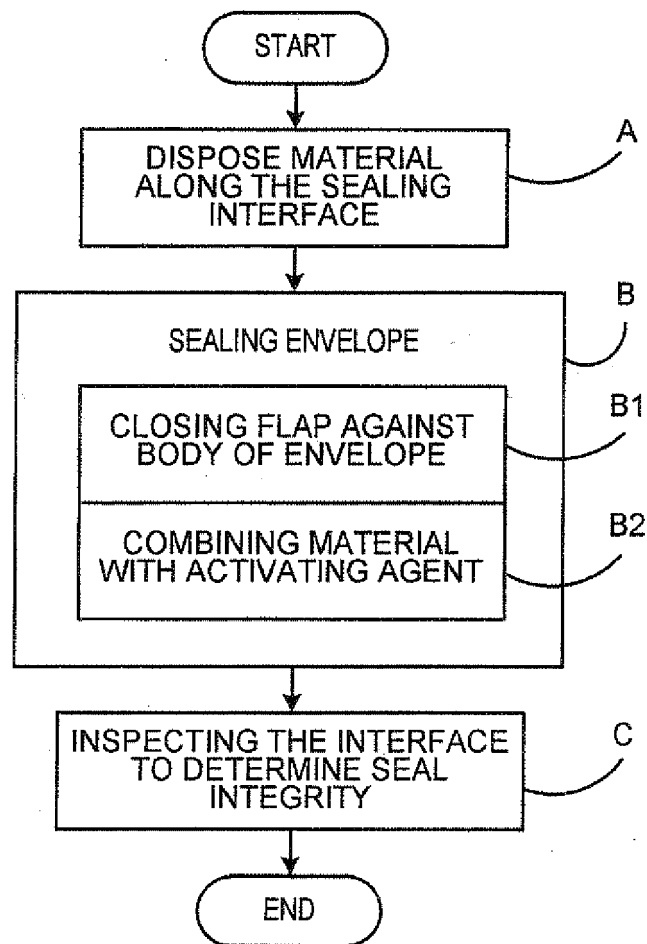 START
DISPOSE MATERIAL
ALONG THE SEALING
INTERFACE
A
SEALING ENVELOPE
B
CLOSING FLAP AGAINST
BODY OF ENVELOPE
B1
COMBINING MATERIAL
WITH ACTIVATING AGENT
B2
INSPECTING THE INTERFACE
TO DETERMINE SEAL
INTEGRITY
C
END